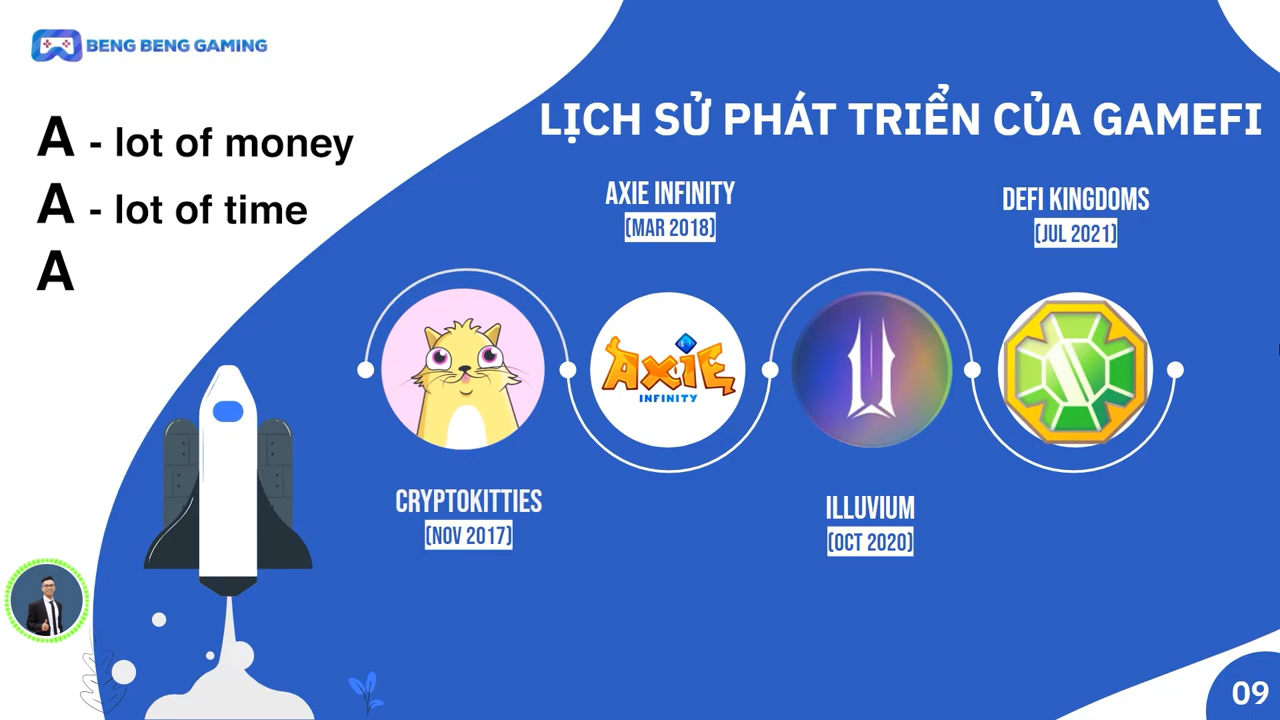 BENG BENG GAMING
A - lot of money
A - lot of time
A
LỊCH SỬ PHÁT TRIỂN CỦA GAMEFI
AXIE INFINITY
(MAR 2018)
DEFI KINGDOMS
(JUL 2021)
AXIE
INFINITY
CRYPTOKITTIES
(NOV 2017)
ILLUVIUM
(OCT 2020)
09